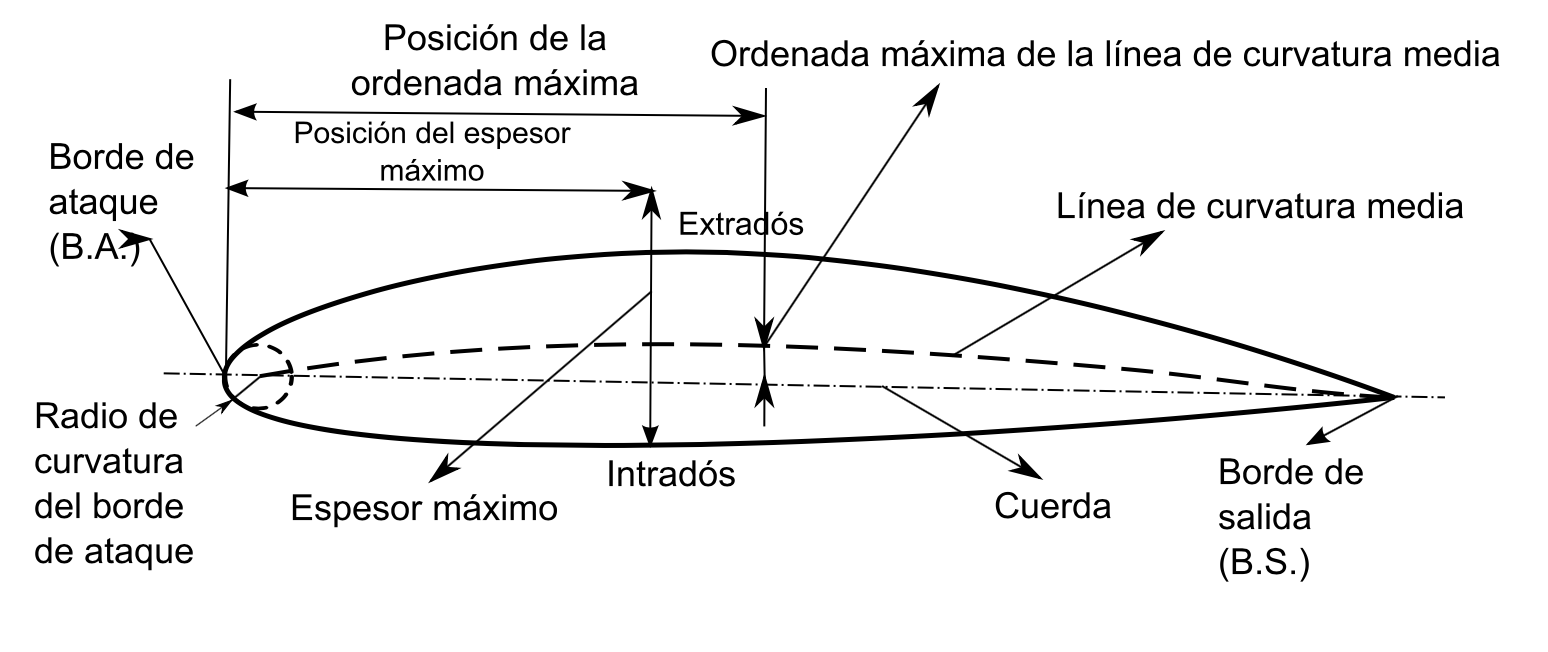 Posición de la
ordenada máxima
Ordenada máxima de la línea de curvatura media
Posición del espesor
máximo
Borde de
ataque
(B.A.)
Extradós
Línea de curvatura media
Radio de
curvatura
del borde
de ataque
Espesor máximo
Intradós
Cuerda
Borde de
salida
(B.S.)